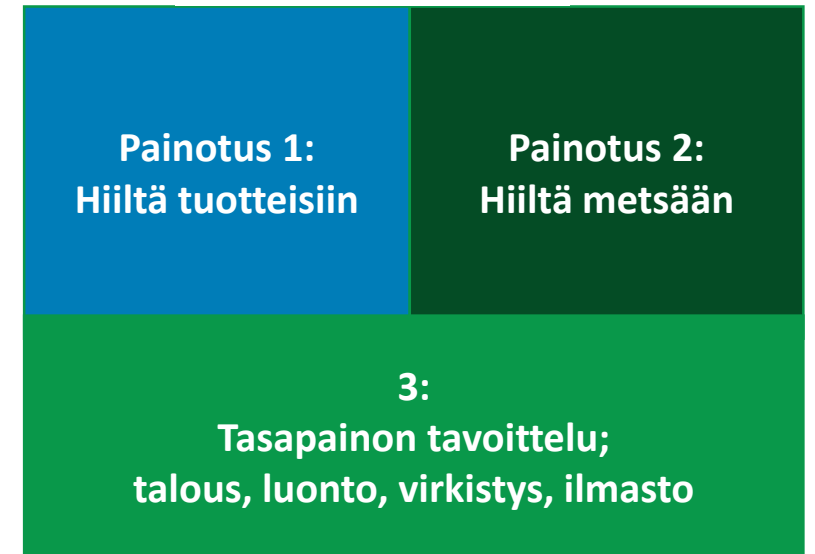 Painotus 1:
Hiiltä tuotteisiin
Painotus 2:
Hiiltä metsään
3:
Tasapainon tavoittelu;
talous, luonto, virkistys, ilmasto